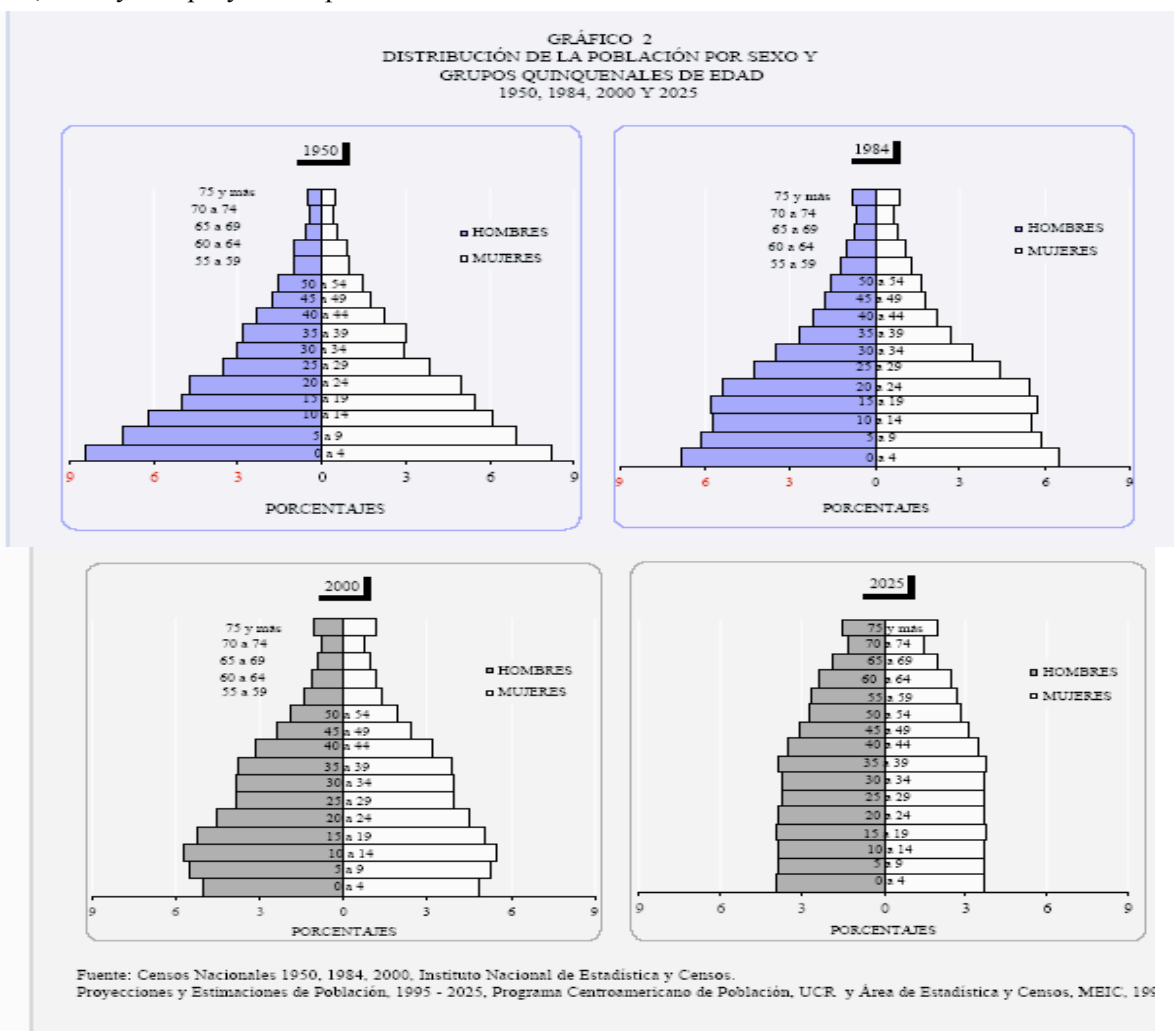 GRÁFICO 2
DISTRIBUCIÓN DE LA POBLACIÓN POR SEXO Y
GRUPOS QUINQUENALES DE EDAD
1950, 1984, 2000 Y 2025
1950
75 y más
70 a 74
65 a 69
60 a 64
55 a 59
50 a 54
45 a 49
40 a 44
35 a 39
30 a 34
25 a 29
20 a 24
15 a 19
10 a 14
5 a 9
0 a 4
HOMBRES
MUJERES
9 6 3 0 3 6 9
PORCENTAJES
1984
75 y más
70 a 74
65 a 69
60 a 64
55 a 59
50 a 54
45 a 49
40 a 44
35 a 39
30 a 34
25 a 29
20 a 24
15 a 19
10 a 14
5 a 9
0 a 4
HOMBRES
MUJERES
9 6 3 0 3 6 9
PORCENTAJES
2000
75 y más
70 a 74
65 a 69
60 a 64
55 a 59
50 a 54
45 a 49
40 a 44
35 a 39
30 a 34
25 a 29
20 a 24
15 a 19
10 a 14
5 a 9
0 a 4
HOMBRES
MUJERES
9 6 3 0 3 6 9
PORCENTAJES
2025
75 y más
70 a 74
65 a 69
60 a 64
55 a 59
50 a 54
45 a 49
40 a 44
35 a 39
30 a 34
25 a 29
20 a 24
15 a 19
10 a 14
5 a 9
0 a 4
HOMBRES
MUJERES
9 6 3 0 3 6 9
PORCENTAJES
Fuente: Censos Nacionales 1950, 1984, 2000, Instituto Nacional de Estadística y Censos.
Proyecciones y Estimaciones de Población, 1995 - 2025, Programa Centroamericano de Población, UCR y Área de Estadística y Censos, MEIC,